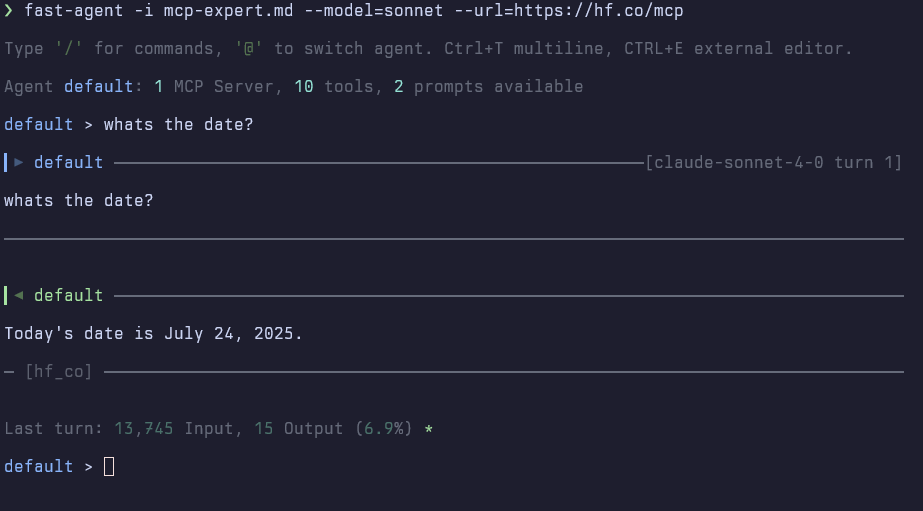 ❯ fast-agent -i mcp-expert.md --model=sonnet --url=https://hf.co/mcp
Type '/' for commands, '@' to switch agent. Ctrl+T multiline, CTRL+E external editor.
Agent default: 1 MCP Server, 10 tools, 2 prompts available
default > whats the date?
▶ default [claude-sonnet-4-0 turn 1]
whats the date?
◀ default
Today's date is July 24, 2025.
[hf_co]
Last turn: 13,745 Input, 15 Output (6.9%) *
default >